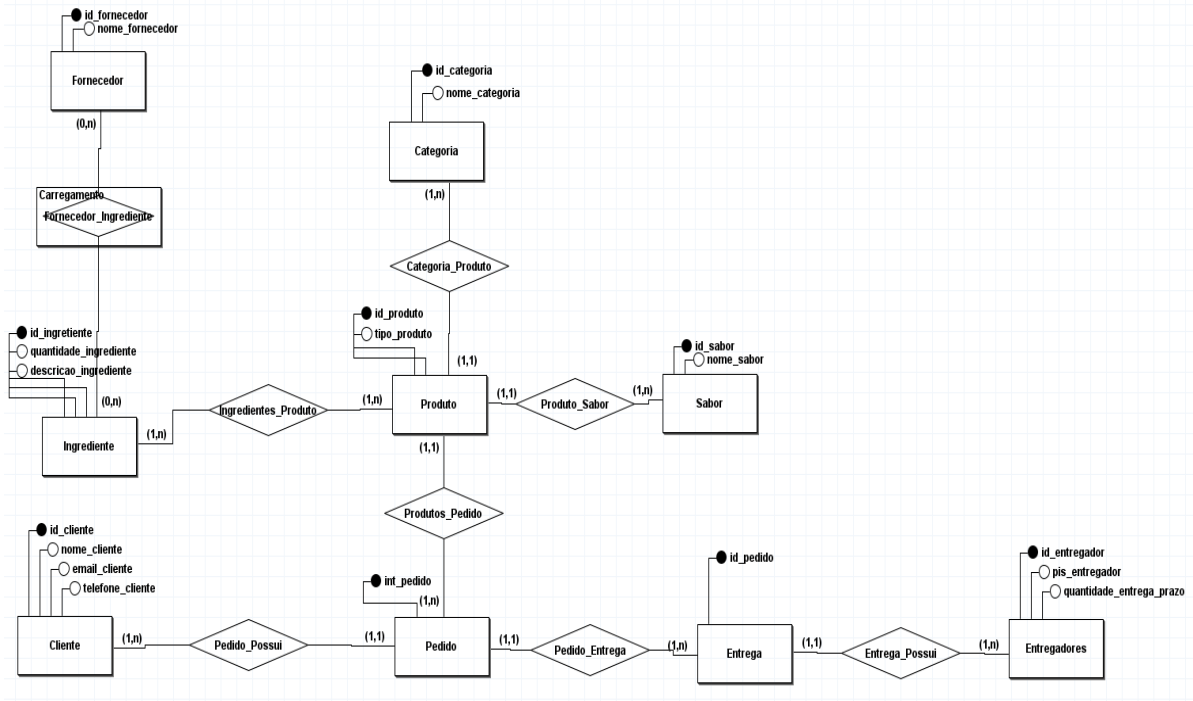 id_fornecedor
nome_fornecedor
Fornecedor
(0,n)
Carregamento
Fornecedor_Ingrediente
id_categoria
nome_categoria
Categoria
(1,n)
Categoria_Produto
id_ingretiente
quantidade_ingrediente
descricao_ingrediente
(0,n)
Ingrediente
(1,n)
Ingredientes_Produto
(1,n)
id_produto
tipo_produto
(1,1)
Produto
(1,1)
Produto_Sabor
(1,n)
id_sabor
nome_sabor
Sabor
(1,1)
Produtos_Pedido
id_cliente
nome_cliente
email_cliente
telefone_cliente
Cliente
(1,n)
Pedido_Possui
(1,1)
int_pedido
(1,n)
Pedido
(1,1)
Pedido_Entrega
(1,n)
id_pedido
Entrega
(1,1)
Entrega_Possui
(1,n)
id_entregador
pis_entregador
quantidade_entrega_prazo
Entregadores